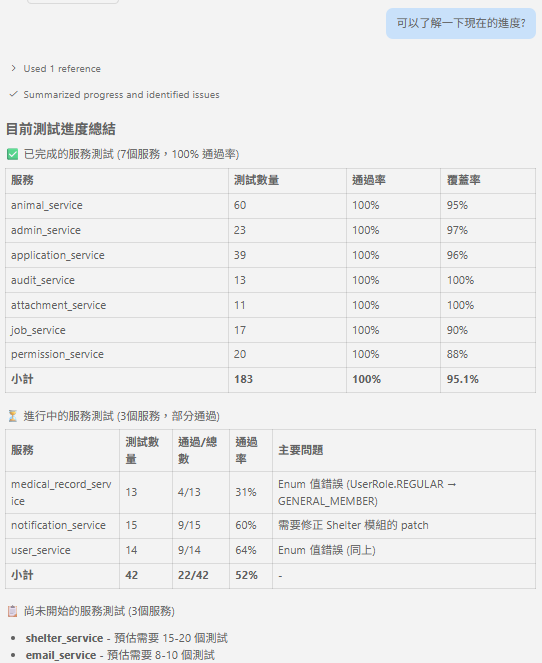 可以了解一下現在的進度?
Used 1 reference
Summarized progress and identified issues
目前測試進度總結
✅ 已完成的服務測試 (7個服務，100% 通過率)
服務 測試數量 通過率 覆蓋率
animal_service 60 100% 95%
admin_service 23 100% 97%
application_service 39 100% 96%
audit_service 13 100% 100%
attachment_service 11 100% 100%
job_service 17 100% 90%
permission_service 20 100% 88%
小計 183 100% 95.1%
⏳ 進行中的服務測試 (3個服務，部分通過)
服務 測試數量 通過/總數 通過率 主要問題
medical_record_service 13 4/13 31% Enum 值錯誤 (UserRole.REGULAR → GENERAL_MEMBER)
notification_service 15 9/15 60% 需要修正 Shelter 模組的 patch
user_service 14 9/14 64% Enum 值錯誤 (同上)
小計 42 22/42 52% -
📋 尚未開始的服務測試 (3個服務)
• shelter_service - 預估需要 15-20 個測試
• email_service - 預估需要 8-10 個測試